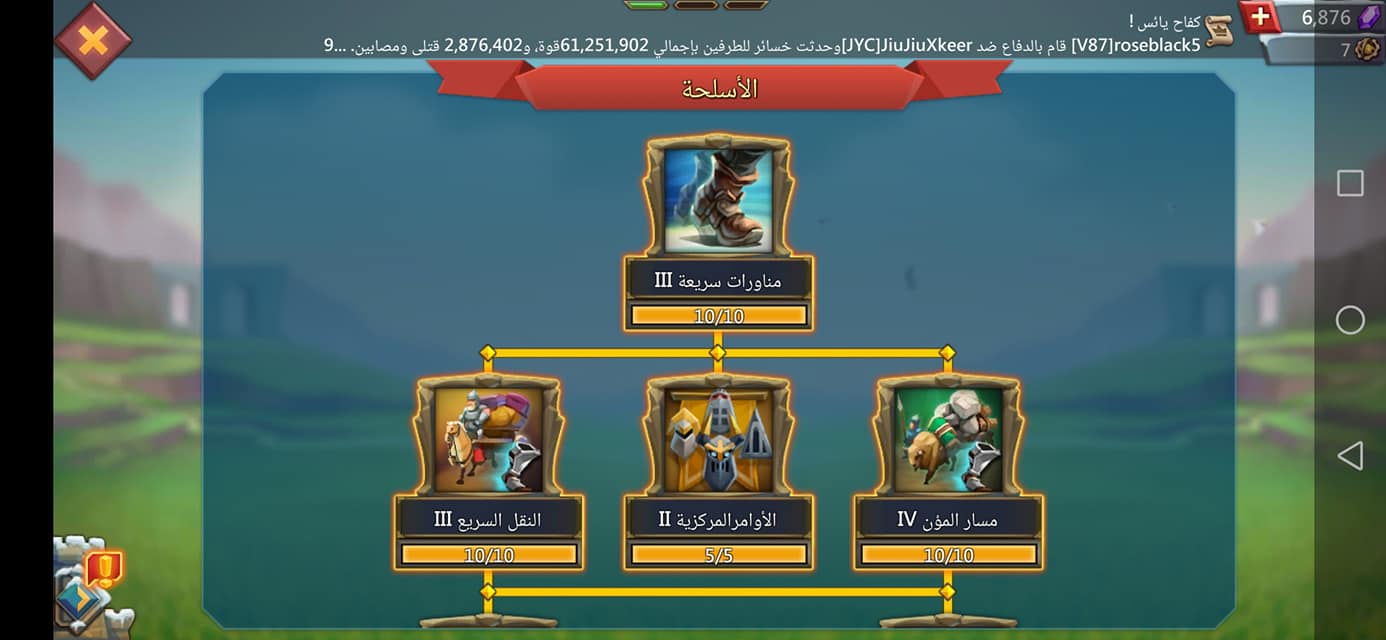 كفاح يائس !
[V87]roseblack5 قام بالدفاع ضد [JYC]JiuJiuXkeer وحدثت خسائر للطرفين بإجمالي 61,251,902قوة، و2,876,402 قتلى ومصابين. ...9
6,876
7
الأسلحة
مناورات سريعة III
10/10
مسار المؤن IV
10/10
الأوامرالمركزية II
5/5
النقل السريع III
10/10